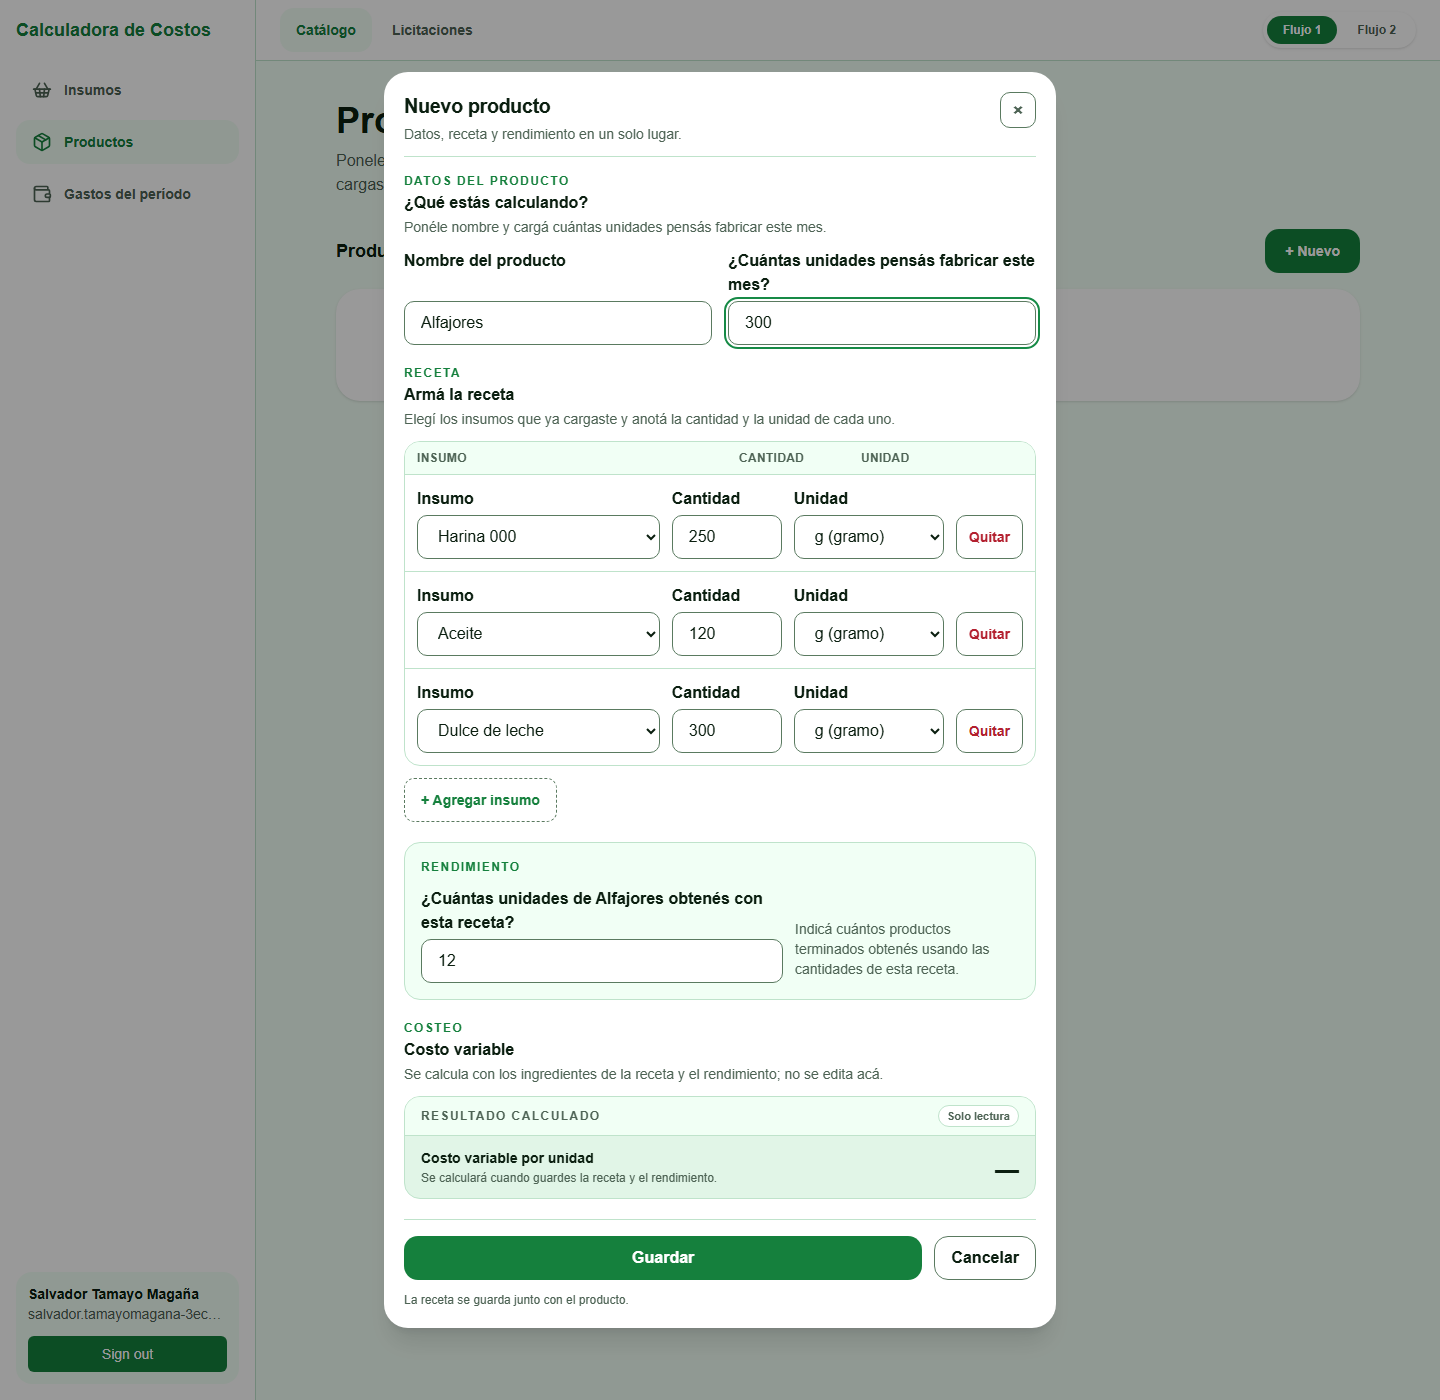 Calculadora de Costos
Insumos
Productos
Gastos del período
Salvador Tamayo Magaña
salvador.tamayomagana-3ec...
Sign out
Catálogo
Licitaciones
Flujo 1
Flujo 2
+ Nuevo
Nuevo producto
×
Datos, receta y rendimiento en un solo lugar.
DATOS DEL PRODUCTO
¿Qué estás calculando?
Ponéle nombre y cargá cuántas unidades pensás fabricar este mes.
Nombre del producto
Alfajores
¿Cuántas unidades pensás fabricar este
mes?
300
RECETA
Armá la receta
Elegí los insumos que ya cargaste y anotá la cantidad y la unidad de cada uno.
INSUMO CANTIDAD UNIDAD
Insumo Cantidad Unidad
Harina 000 250 g (gramo) Quitar
Insumo Cantidad Unidad
Aceite 120 g (gramo) Quitar
Insumo Cantidad Unidad
Dulce de leche 300 g (gramo) Quitar
+ Agregar insumo
RENDIMIENTO
¿Cuántas unidades de Alfajores obtenés con
esta receta?
12
Indicá cuántos productos
terminados obtenés usando las
cantidades de esta receta.
COSTEO
Costo variable
Se calcula con los ingredientes de la receta y el rendimiento; no se edita acá.
RESULTADO CALCULADO Solo lectura
Costo variable por unidad
Se calculará cuando guardes la receta y el rendimiento.
—
Guardar Cancelar
La receta se guarda junto con el producto.